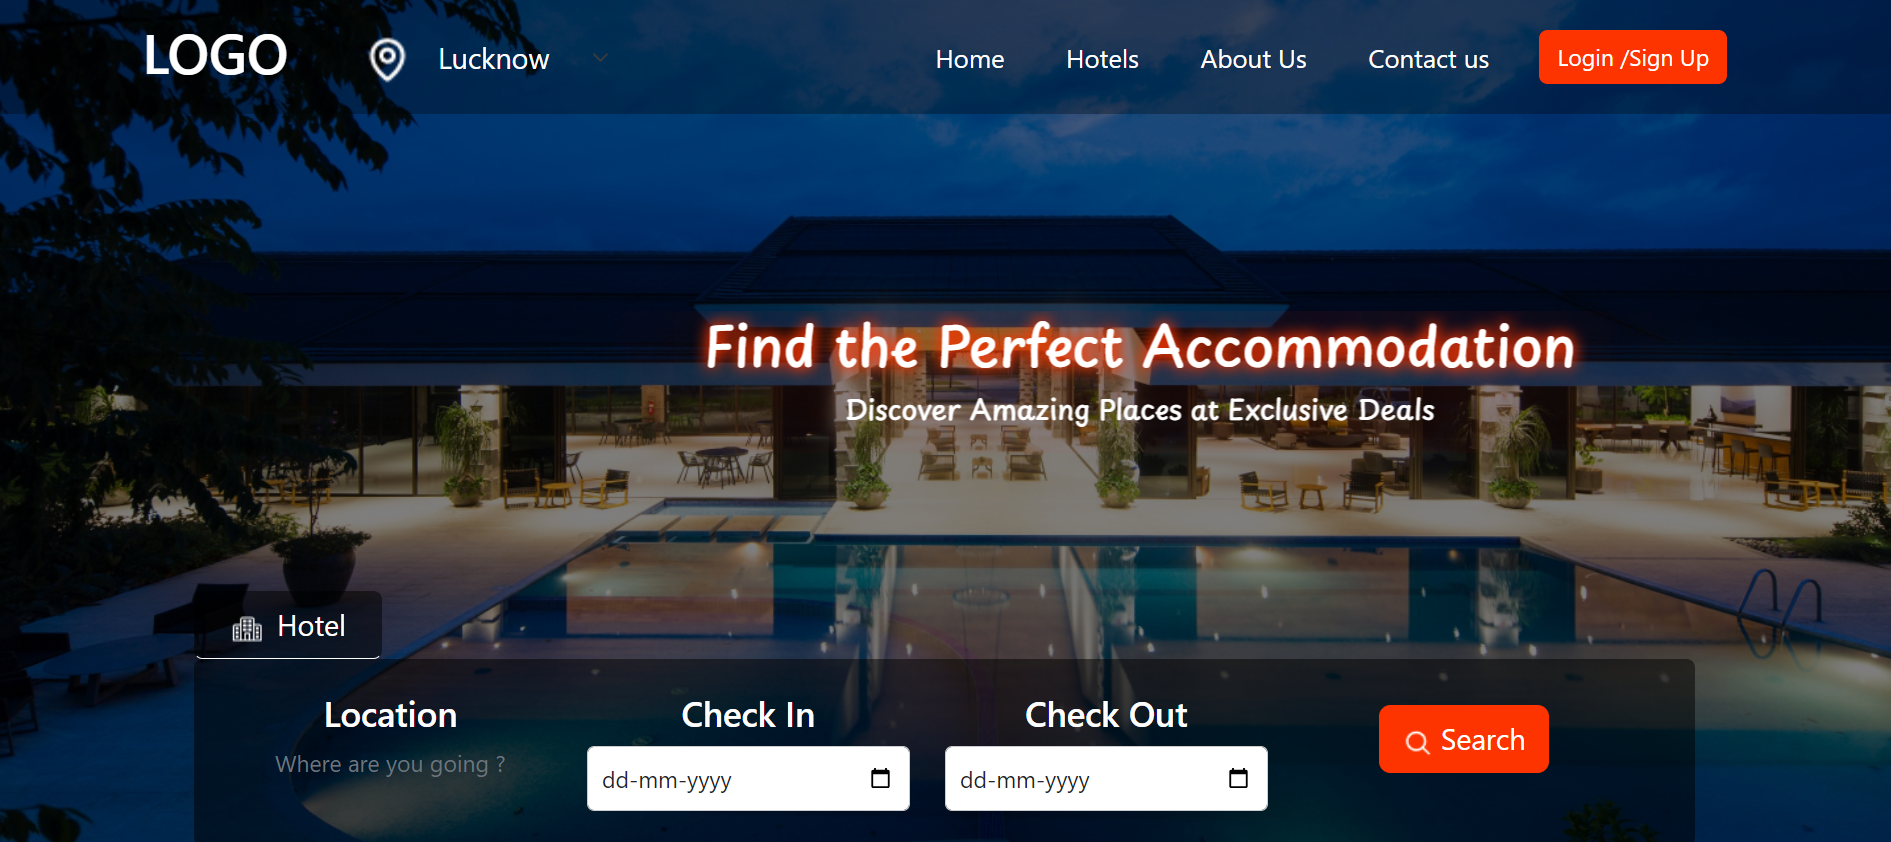 LOGO
Lucknow
Home
Hotels
About Us
Contact us
Login /Sign Up
Find the Perfect Accommodation
Discover Amazing Places at Exclusive Deals
Hotel
Location
Check In
Check Out
Where are you going ?
dd-mm-yyyy
dd-mm-yyyy
Search